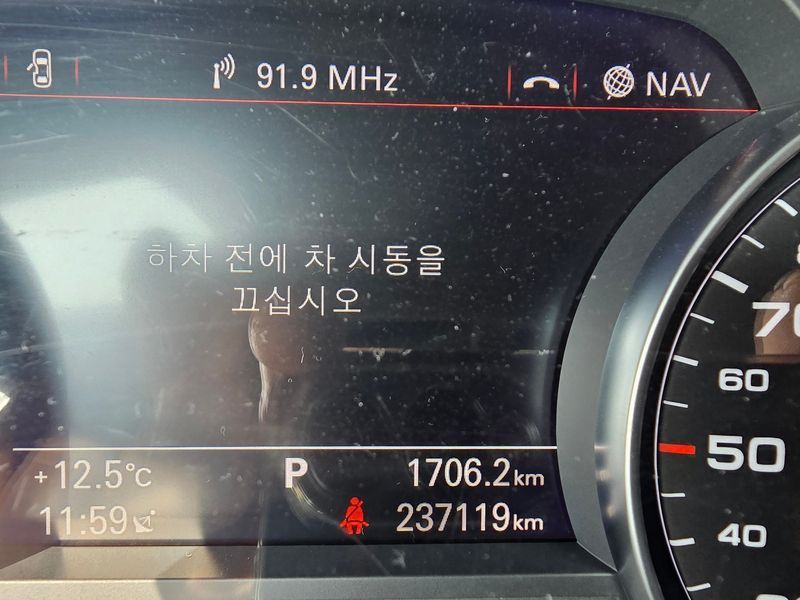 91.9 MHz
NAV
하차 전에 차 시동을
끄십시오
70
60
50
40
+12.5°C
P
1706.2km
11:59
237119km